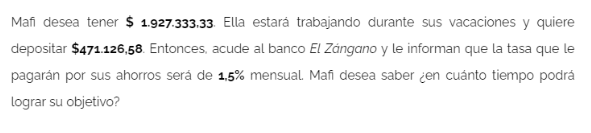 Mafi desea tener $ 1.927.333,33. Ella estará trabajando durante sus vacaciones y quiere
depositar $471.126,58. Entonces, acude al banco El Zángano y le informan que la tasa que le
pagarán por sus ahorros será de 1,5% mensual. Mafi desea saber ¿en cuánto tiempo podrá
lograr su objetivo?